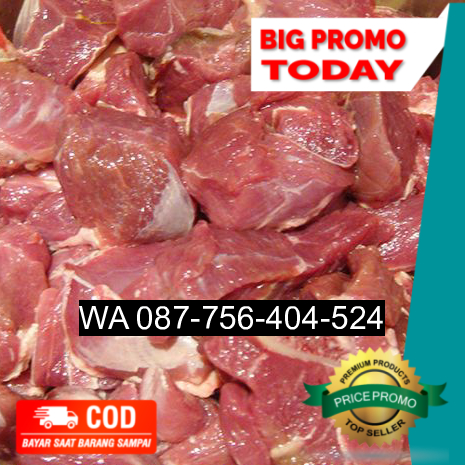 BIG PROMO
TODAY
WA 087-756-404-524
PREMIUM PRODUCTS
PRICE PROMO
TOP SELLER
COD
BAYAR SAAT BARANG SAMPAI